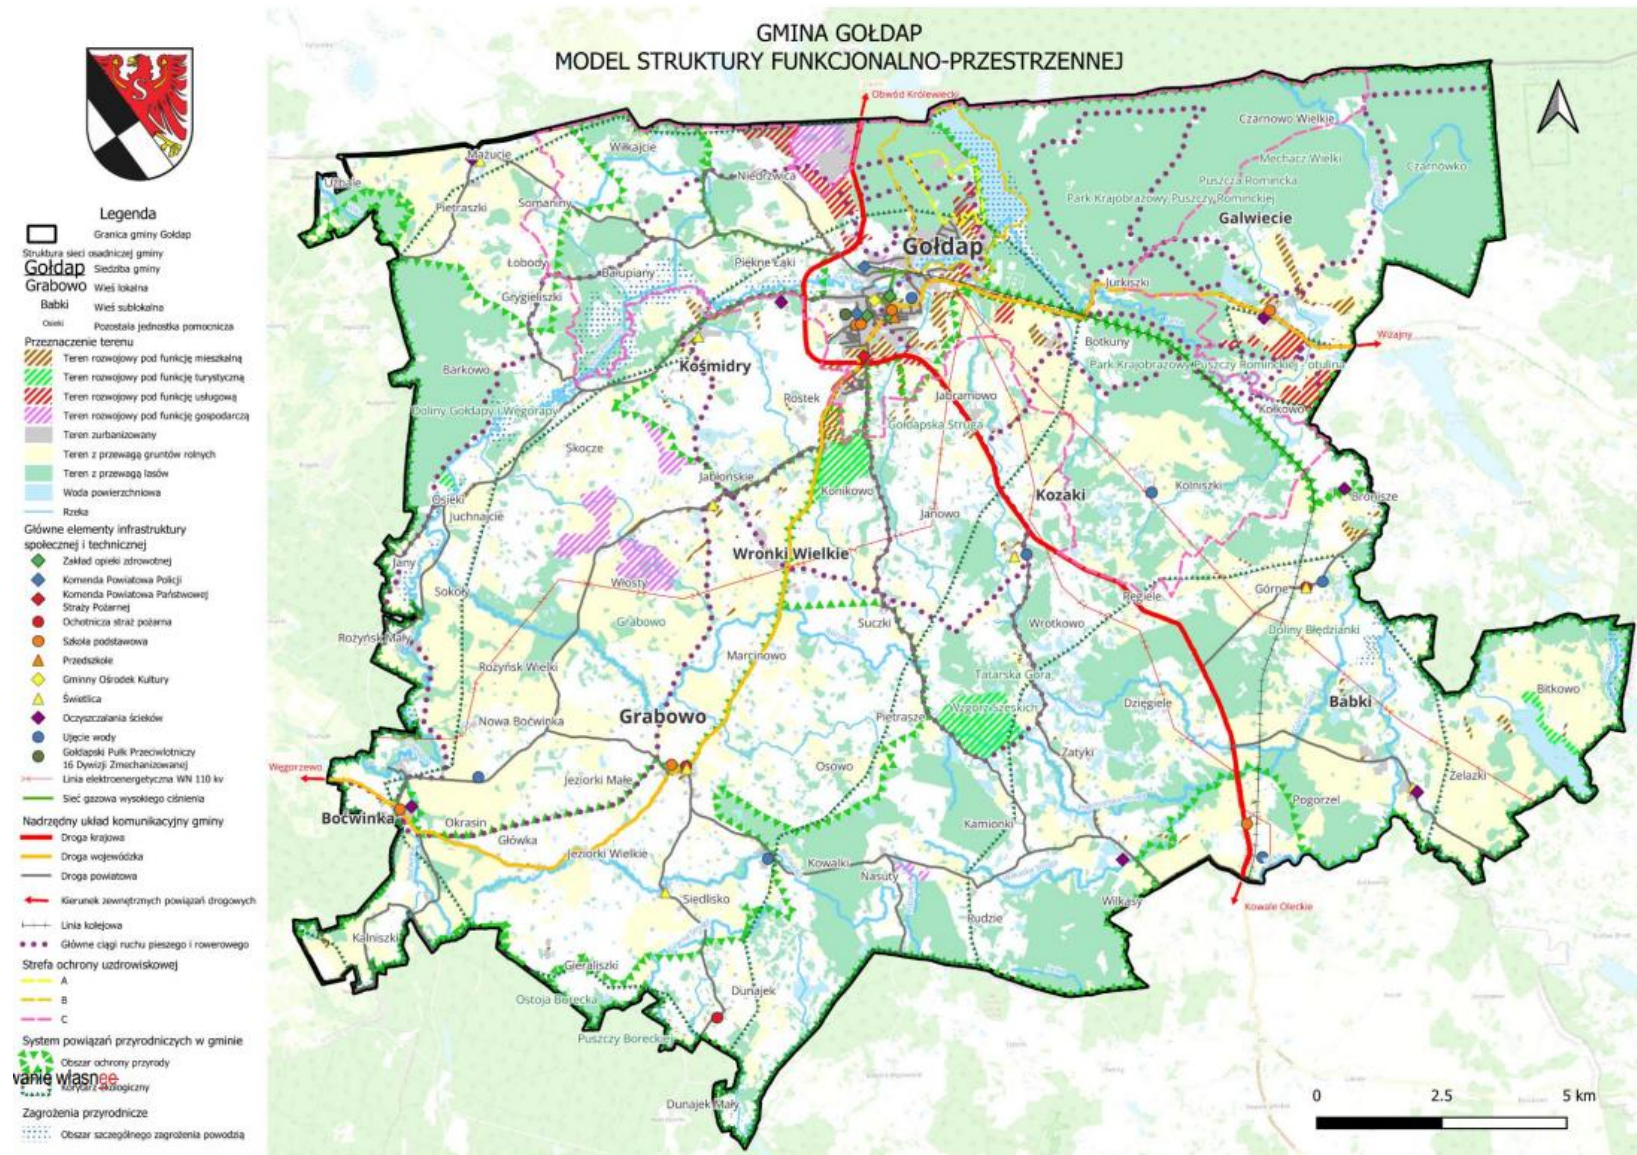 GMINA GOŁDAP
MODEL STRUKTURY FUNKCJONALNO-PRZESTRZENNEJ
S
Legenda
Granica gminy Gołdap
Struktura sieci osadniczej gminy
Gołdap Siedziba gminy
Grabowo Wieś lokalna
Babki Wieś sublokalna
Osieki Pozostała jednostka pomocnicza
Przeznaczenie terenu
Teren rozwojowy pod funkcję mieszkalną
Teren rozwojowy pod funkcję turystyczną
Teren rozwojowy pod funkcję usługową
Teren rozwojowy pod funkcję gospodarczą
Teren zurbanizowany
Teren z przewagą gruntów rolnych
Teren z przewagą lasów
Woda powierzchniowa
Rzeka
Główne elementy infrastruktury
społecznej i technicznej
Zakład opieki zdrowotnej
Komenda Powiatowa Policji
Komenda Powiatowa Państwowej
Straży Pożarnej
Ochotnicza straż pożarna
Szkoła podstawowa
Przedszkole
Gminny Ośrodek Kultury
Świetlica
Oczyszczalania ścieków
Ujęcie wody
Gołdapski Pułk Przeciwlotniczy
16 Dywizji Zmechanizowanej
Linia elektroenergetyczna WN 110 kv
Sieć gazowa wysokiego ciśnienia
Nadrzędny układ komunikacyjny gminy
Droga krajowa
Droga wojewódzka
Droga powiatowa
Kierunek zewnętrznych powiązań drogowych
Linia kolejowa
Główne ciągi ruchu pieszego i rowerowego
Strefa ochrony uzdrowiskowej
A
B
C
System powiązań przyrodniczych w gminie
Obszar ochrony przyrody
wanie własnee
Korytarz ekologiczny
Zagrożenia przyrodnicze
Obszar szczególnego zagrożenia powodzią
Obwód Królewiecki
Czarnowo Wielkie
Mażucie
Wiłkajcie
Mechacz Wielki
Czarnówko
Niedrzwica
Użbale
Puszcza Romincka
Park Krajobrazowy Puszczy Rominckiej
Pietraszki
Somaniny
Galwiecie
Gołdap
Łobody
Bałupiany
Piękne Łąki
Jurkiszki
Grygieliszki
Wiżajny
Botkuny
Kośmidry
Barkowo
Park Krajobrazowy Puszczy Rominckiej - otulina
Rostek
Jabramowo
Kołkowo
Doliny Gołdapy i Węgorapy
Gołdapska Struga
Skocze
Jabłońskie
Konikowo
Kozaki
Kolniszki
Bronisze
Osieki
Juchnajcie
Janowo
Wronki Wielkie
Jany
Włosty
Sokoły
Pęgiele
Górne
Grabowo
Suczki
Wrotkowo
Doliny Błędzianki
Rożyńsk Mały
Marcinowo
Rożyńsk Wielki
Tatarska Góra
Bitkowo
Wzgórz Szeskich
Dzięgiele
Babki
Grabowo
Pietrasze
Nowa Boćwinka
Zatyki
Węgorzewo
Jeziorki Małe
Osowo
Żelazki
Pogorzel
Boćwinka
Okrasin
Główka
Kamionki
Jeziorki Wielkie
Kowalki
Nasuty
Siedlisko
Wilkasy
Kowale Oleckie
Rudzie
Kalniszki
Gieraliszki
Dunajek
Ostoja Borecka
Puszczy Boreckiej
Dunajek Mały
0 2.5 5 km